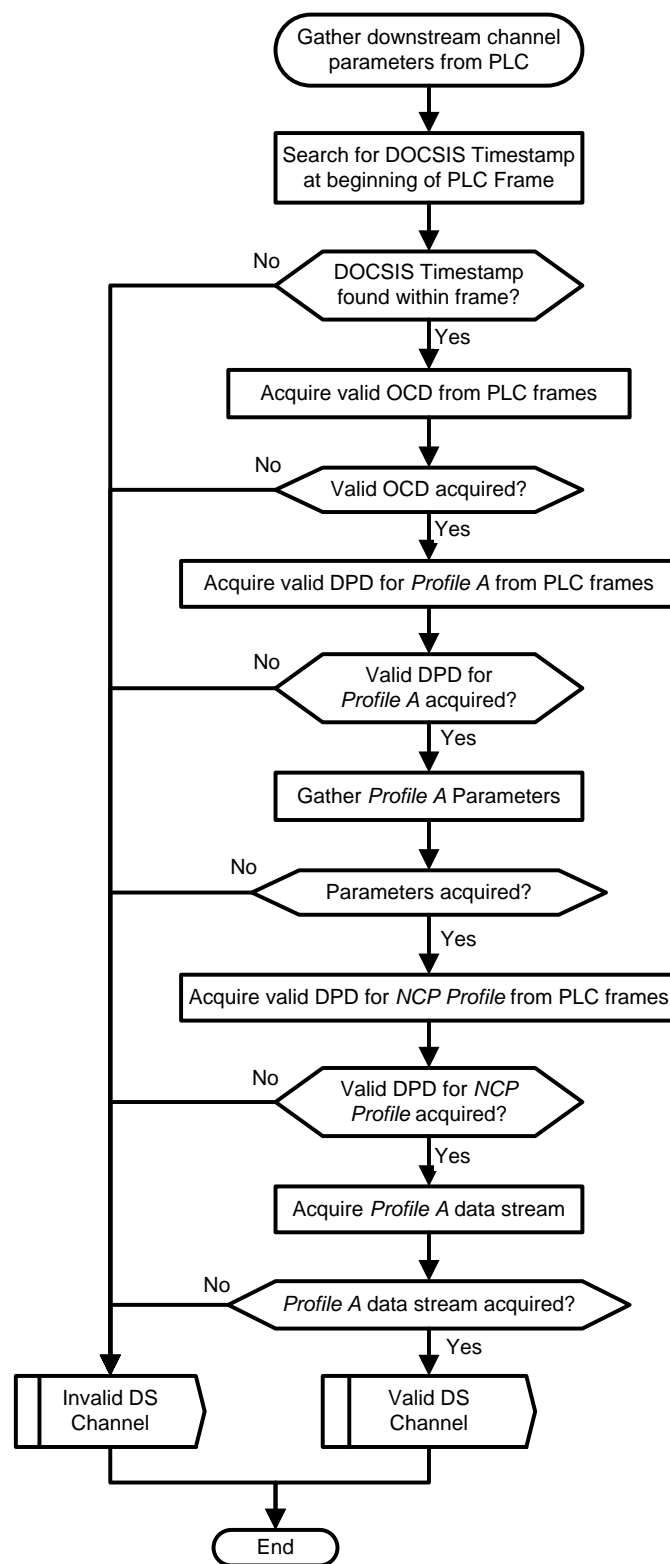 Gather downstream channel
parameters from PLC
Search for DOCSIS Timestamp
at beginning of PLC Frame
No
DOCSIS Timestamp
found within frame?
Yes
Acquire valid OCD from PLC frames
No
Valid OCD acquired?
Yes
Acquire valid DPD for Profile A from PLC frames
No
Valid DPD for
Profile A acquired?
Yes
Gather Profile A Parameters
No
Parameters acquired?
Yes
Acquire valid DPD for NCP Profile from PLC frames
No
Valid DPD for NCP
Profile acquired?
Yes
Acquire Profile A data stream
No
Profile A data stream acquired?
Yes
Invalid DS
Channel
Valid DS
Channel
End